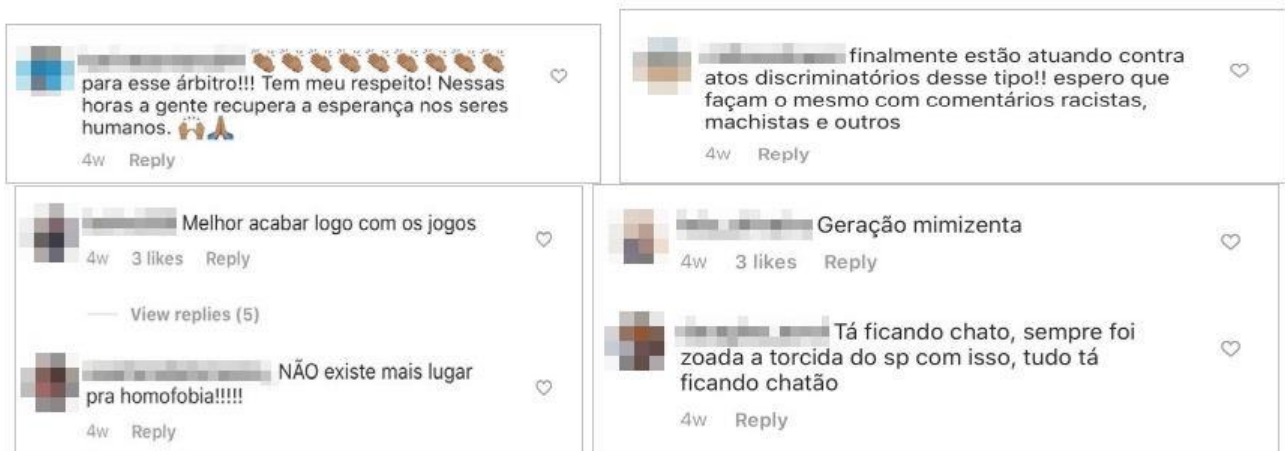 👏🏽👏🏽👏🏽👏🏽👏🏽👏🏽👏🏽👏🏽👏🏽
para esse árbitro!!! Tem meu respeito! Nessas
horas a gente recupera a esperança nos seres
humanos. 🙌🏽🙏🏽
4w Reply
finalmente estão atuando contra
atos discriminatórios desse tipo!! espero que
façam o mesmo com comentários racistas,
machistas e outros
4w Reply
Melhor acabar logo com os jogos
4w 3 likes Reply
View replies (5)
NÃO existe mais lugar
pra homofobia!!!!!
4w Reply
Geração mimizenta
4w 3 likes Reply
Tá ficando chato, sempre foi
zoada a torcida do sp com isso, tudo tá
ficando chatão
4w Reply